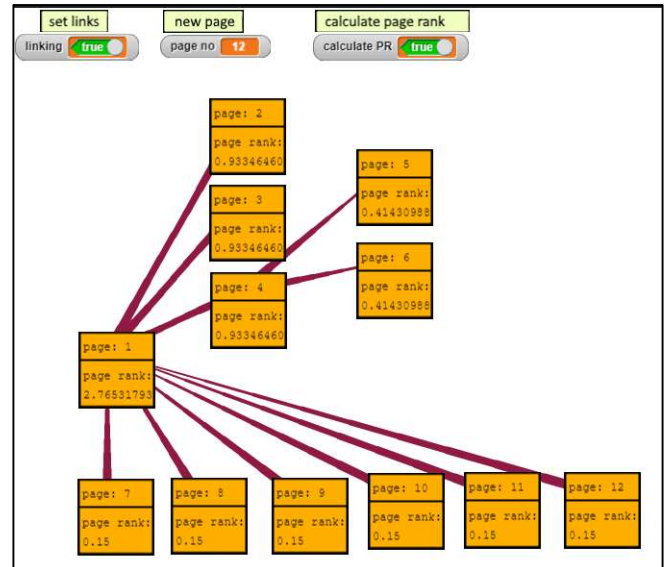 set links
new page
calculate page rank
linking true
page no 12
calculate PR true
page: 2
page rank:
0.93346460
page: 3
page rank:
0.93346460
page: 4
page rank:
0.93346460
page: 5
page rank:
0.41430988
page: 6
page rank:
0.41430988
page: 1
page rank:
2.76531793
page: 7
page rank:
0.15
page: 8
page rank:
0.15
page: 9
page rank:
0.15
page: 10
page rank:
0.15
page: 11
page rank:
0.15
page: 12
page rank:
0.15